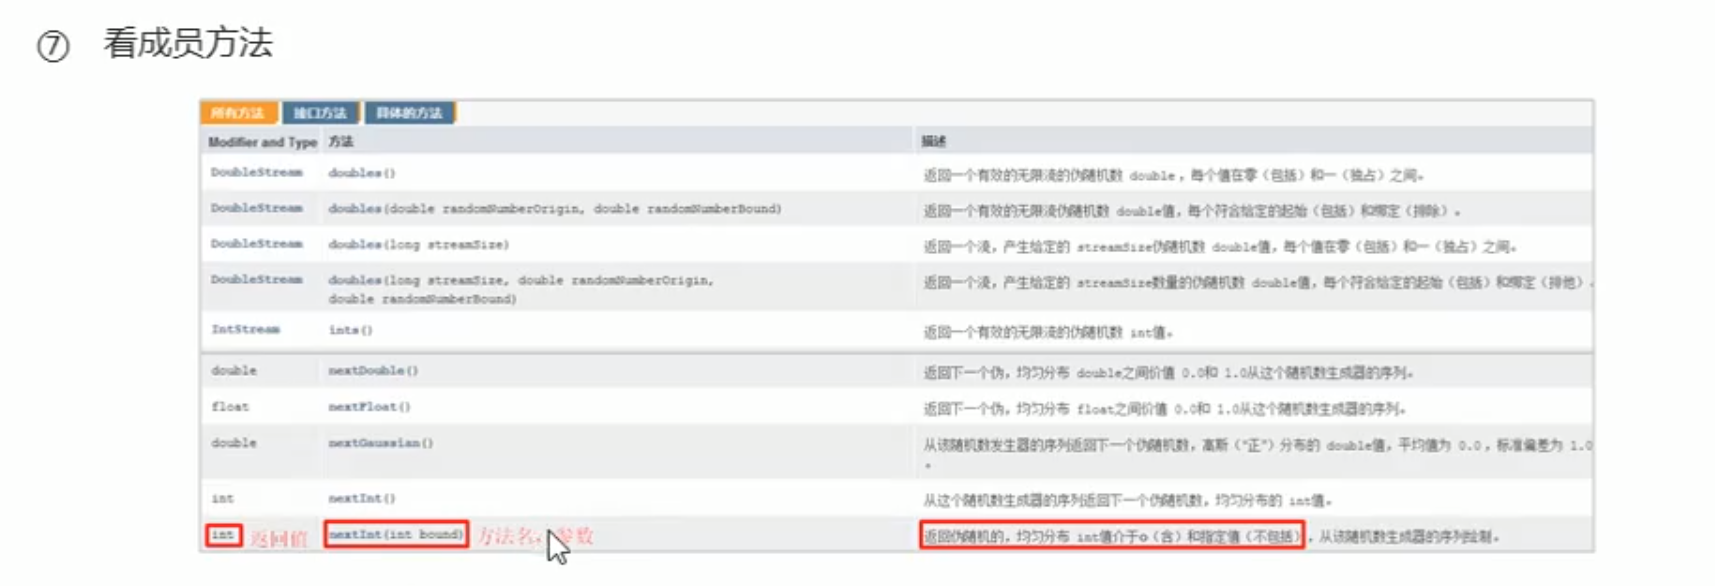 ⑦ 看成员方法
所有方法 接口方法 具体的方法
Modifier and Type 方法 描述
DoubleStream doubles() 返回一个有效的无限流的伪随机数 double，每个值在零（包括）和一（独占）之间。
DoubleStream doubles(double randomNumberOrigin, double randomNumberBound) 返回一个有效的无限流伪随机数 double值，每个符合给定的起始（包括）和绑定（排除）。
DoubleStream doubles(long streamSize) 返回一个流，产生给定的 streamSize伪随机数 double值，每个值在零（包括）和一（独占）之间。
DoubleStream doubles(long streamSize, double randomNumberOrigin, 返回一个流，产生给定的 streamSize数量的伪随机数 double值，每个符合给定的起始（包括）和绑定（排他）.
double randomNumberBound)
IntStream ints() 返回一个有效的无限流的伪随机数 int值。
double nextDouble() 返回下一个伪，均匀分布 double之间价值 0.0和 1.0从这个随机数生成器的序列。
float nextFloat() 返回下一个伪，均匀分布 float之间价值 0.0和 1.0从这个随机数生成器的序列。
double nextGaussian() 从该随机数发生器的序列返回下一个伪随机数，高斯（“正”）分布的 double值，平均值为 0.0，标准偏差为 1.0
。
int nextInt() 从这个随机数生成器的序列返回下一个伪随机数，均匀分布的 int值。
int 返回值 nextInt(int bound) 方法名，参数 返回伪随机的，均匀分布 int值介于0（含）和指定值（不包括），从该随机数生成器的序列绘制。